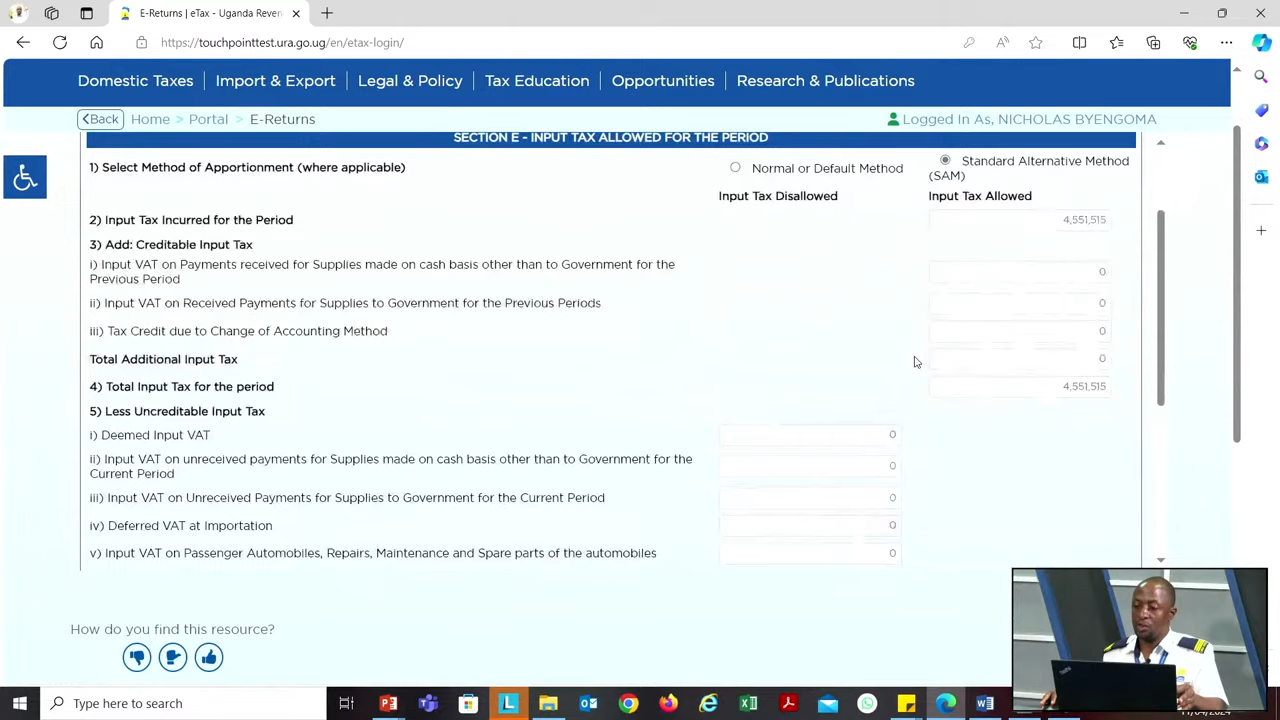 E-Returns | eTax - Uganda Reven
https://touchpointtest.ura.go.ug/en/etax-login/
Domestic Taxes
Import & Export
Legal & Policy
Tax Education
Opportunities
Research & Publications
Back
Home > Portal > E-Returns
Logged In As, NICHOLAS BYENGOMA
SECTION E - INPUT TAX ALLOWED FOR THE PERIOD
1) Select Method of Apportionment (where applicable)
Normal or Default Method
Standard Alternative Method
(SAM)
Input Tax Disallowed
Input Tax Allowed
2) Input Tax Incurred for the Period
4,551,515
3) Add: Creditable Input Tax
i) Input VAT on Payments received for Supplies made on cash basis other than to Government for the
Previous Period
0
ii) Input VAT on Received Payments for Supplies to Government for the Previous Periods
0
iii) Tax Credit due to Change of Accounting Method
0
Total Additional Input Tax
0
4) Total Input Tax for the period
4,551,515
5) Less Uncreditable Input Tax
i) Deemed Input VAT
0
ii) Input VAT on unreceived payments for Supplies made on cash basis other than to Government for the
Current Period
0
iii) Input VAT on Unreceived Payments for Supplies to Government for the Current Period
0
iv) Deferred VAT at Importation
0
v) Input VAT on Passenger Automobiles, Repairs, Maintenance and Spare parts of the automobiles
0
How do you find this resource?
Type here to search
11/04/2024